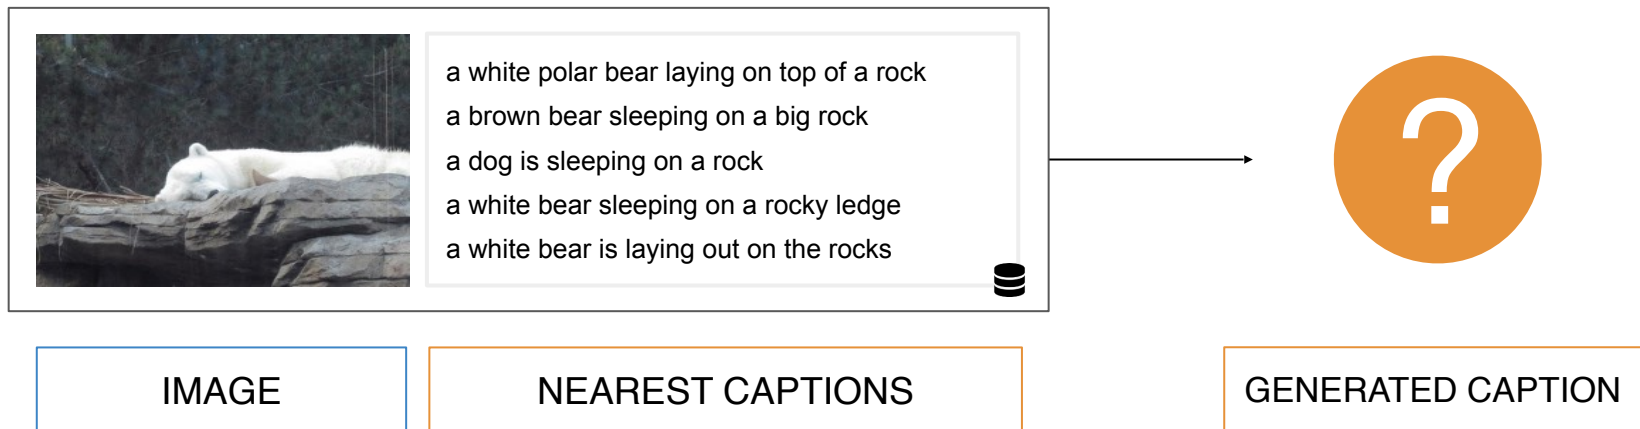 a white polar bear laying on top of a rock
a brown bear sleeping on a big rock
a dog is sleeping on a rock
a white bear sleeping on a rocky ledge
a white bear is laying out on the rocks
?
IMAGE
NEAREST CAPTIONS
GENERATED CAPTION